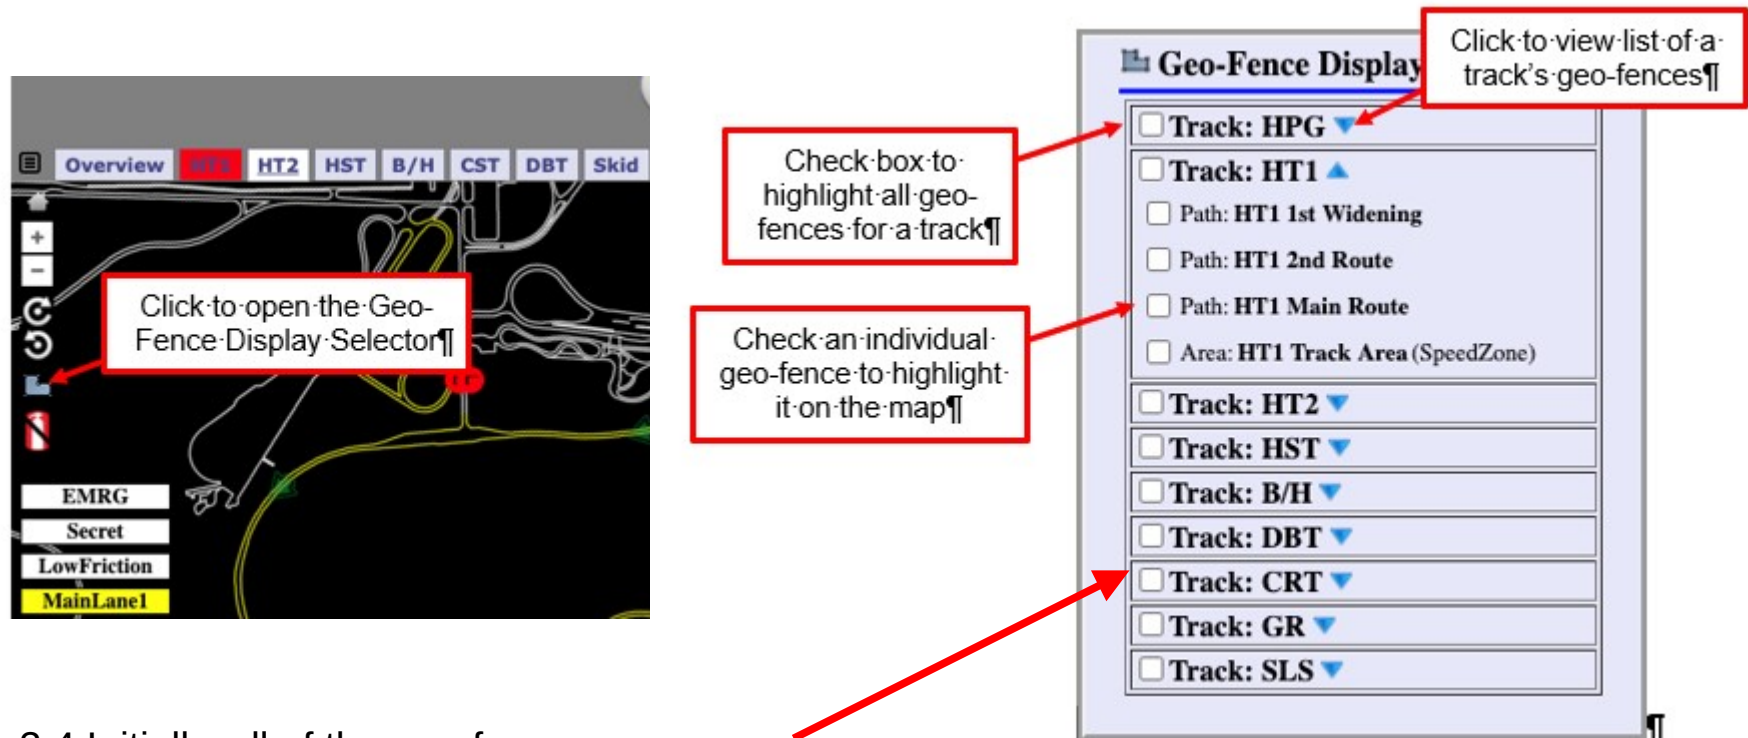 Overview HT1 HT2 HST B/H CST DBT Skid
+
−
Click·to·open·the·Geo-
Fence·Display·Selector¶
EMRG
Secret
LowFriction
MainLane1
Check·box·to·
highlight·all·geo-
fences·for·a·track¶
Check·an·individual·
geo-fence·to·highlight·
it·on·the·map¶
Click·to·view·list·of·a·
track's·geo-fences¶
Geo-Fence Display
Track: HPG
Track: HT1
Path: HT1 1st Widening
Path: HT1 2nd Route
Path: HT1 Main Route
Area: HT1 Track Area (SpeedZone)
Track: HT2
Track: HST
Track: B/H
Track: DBT
Track: CRT
Track: GR
Track: SLS
¶